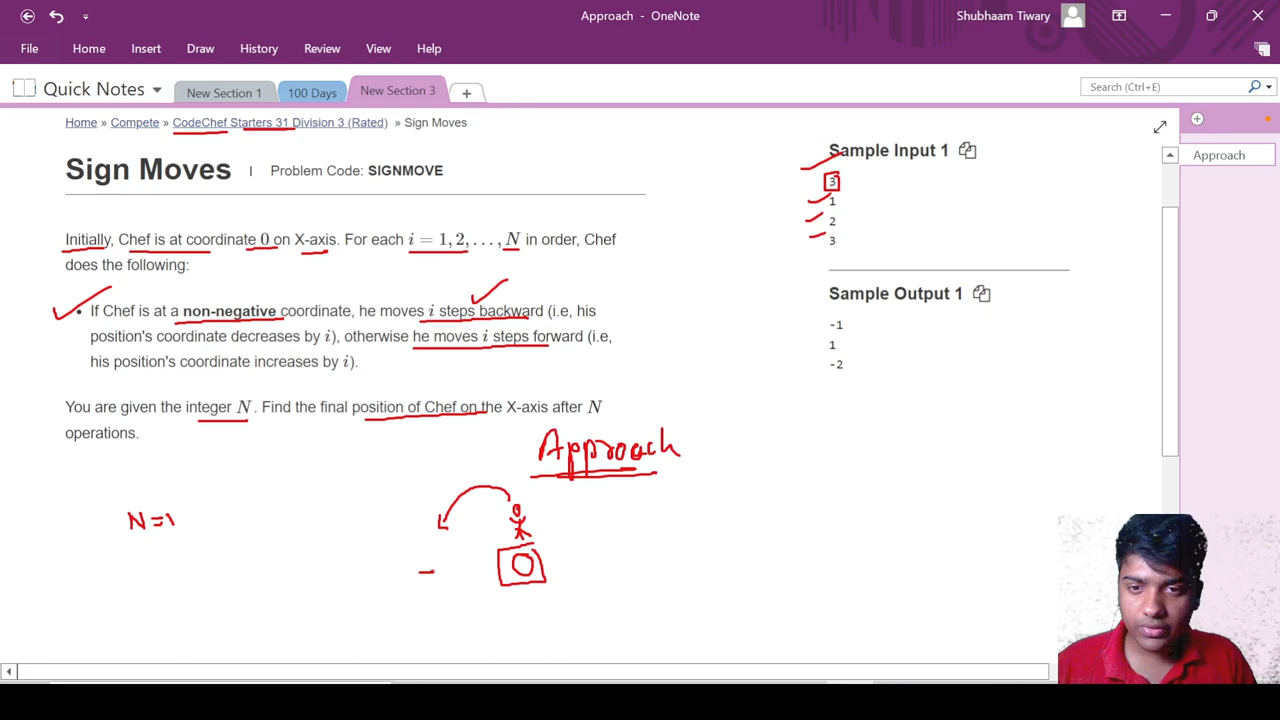 Approach - OneNote
Shubhaam Tiwary
File Home Insert Draw History Review View Help
Quick Notes New Section 1 100 Days New Section 3 +
Search (Ctrl+E)
Home » Compete » CodeChef Starters 31 Division 3 (Rated) » Sign Moves
Sign Moves | Problem Code: SIGNMOVE
Initially, Chef is at coordinate 0 on X-axis. For each i = 1, 2, . . . , N in order, Chef
does the following:
• If Chef is at a non-negative coordinate, he moves i steps backward (i.e, his
position's coordinate decreases by i), otherwise he moves i steps forward (i.e,
his position's coordinate increases by i).
You are given the integer N. Find the final position of Chef on the X-axis after N
operations.
Approach
N=1
0
-
Sample Input 1
3
1
2
3
Sample Output 1
-1
1
-2
Approach